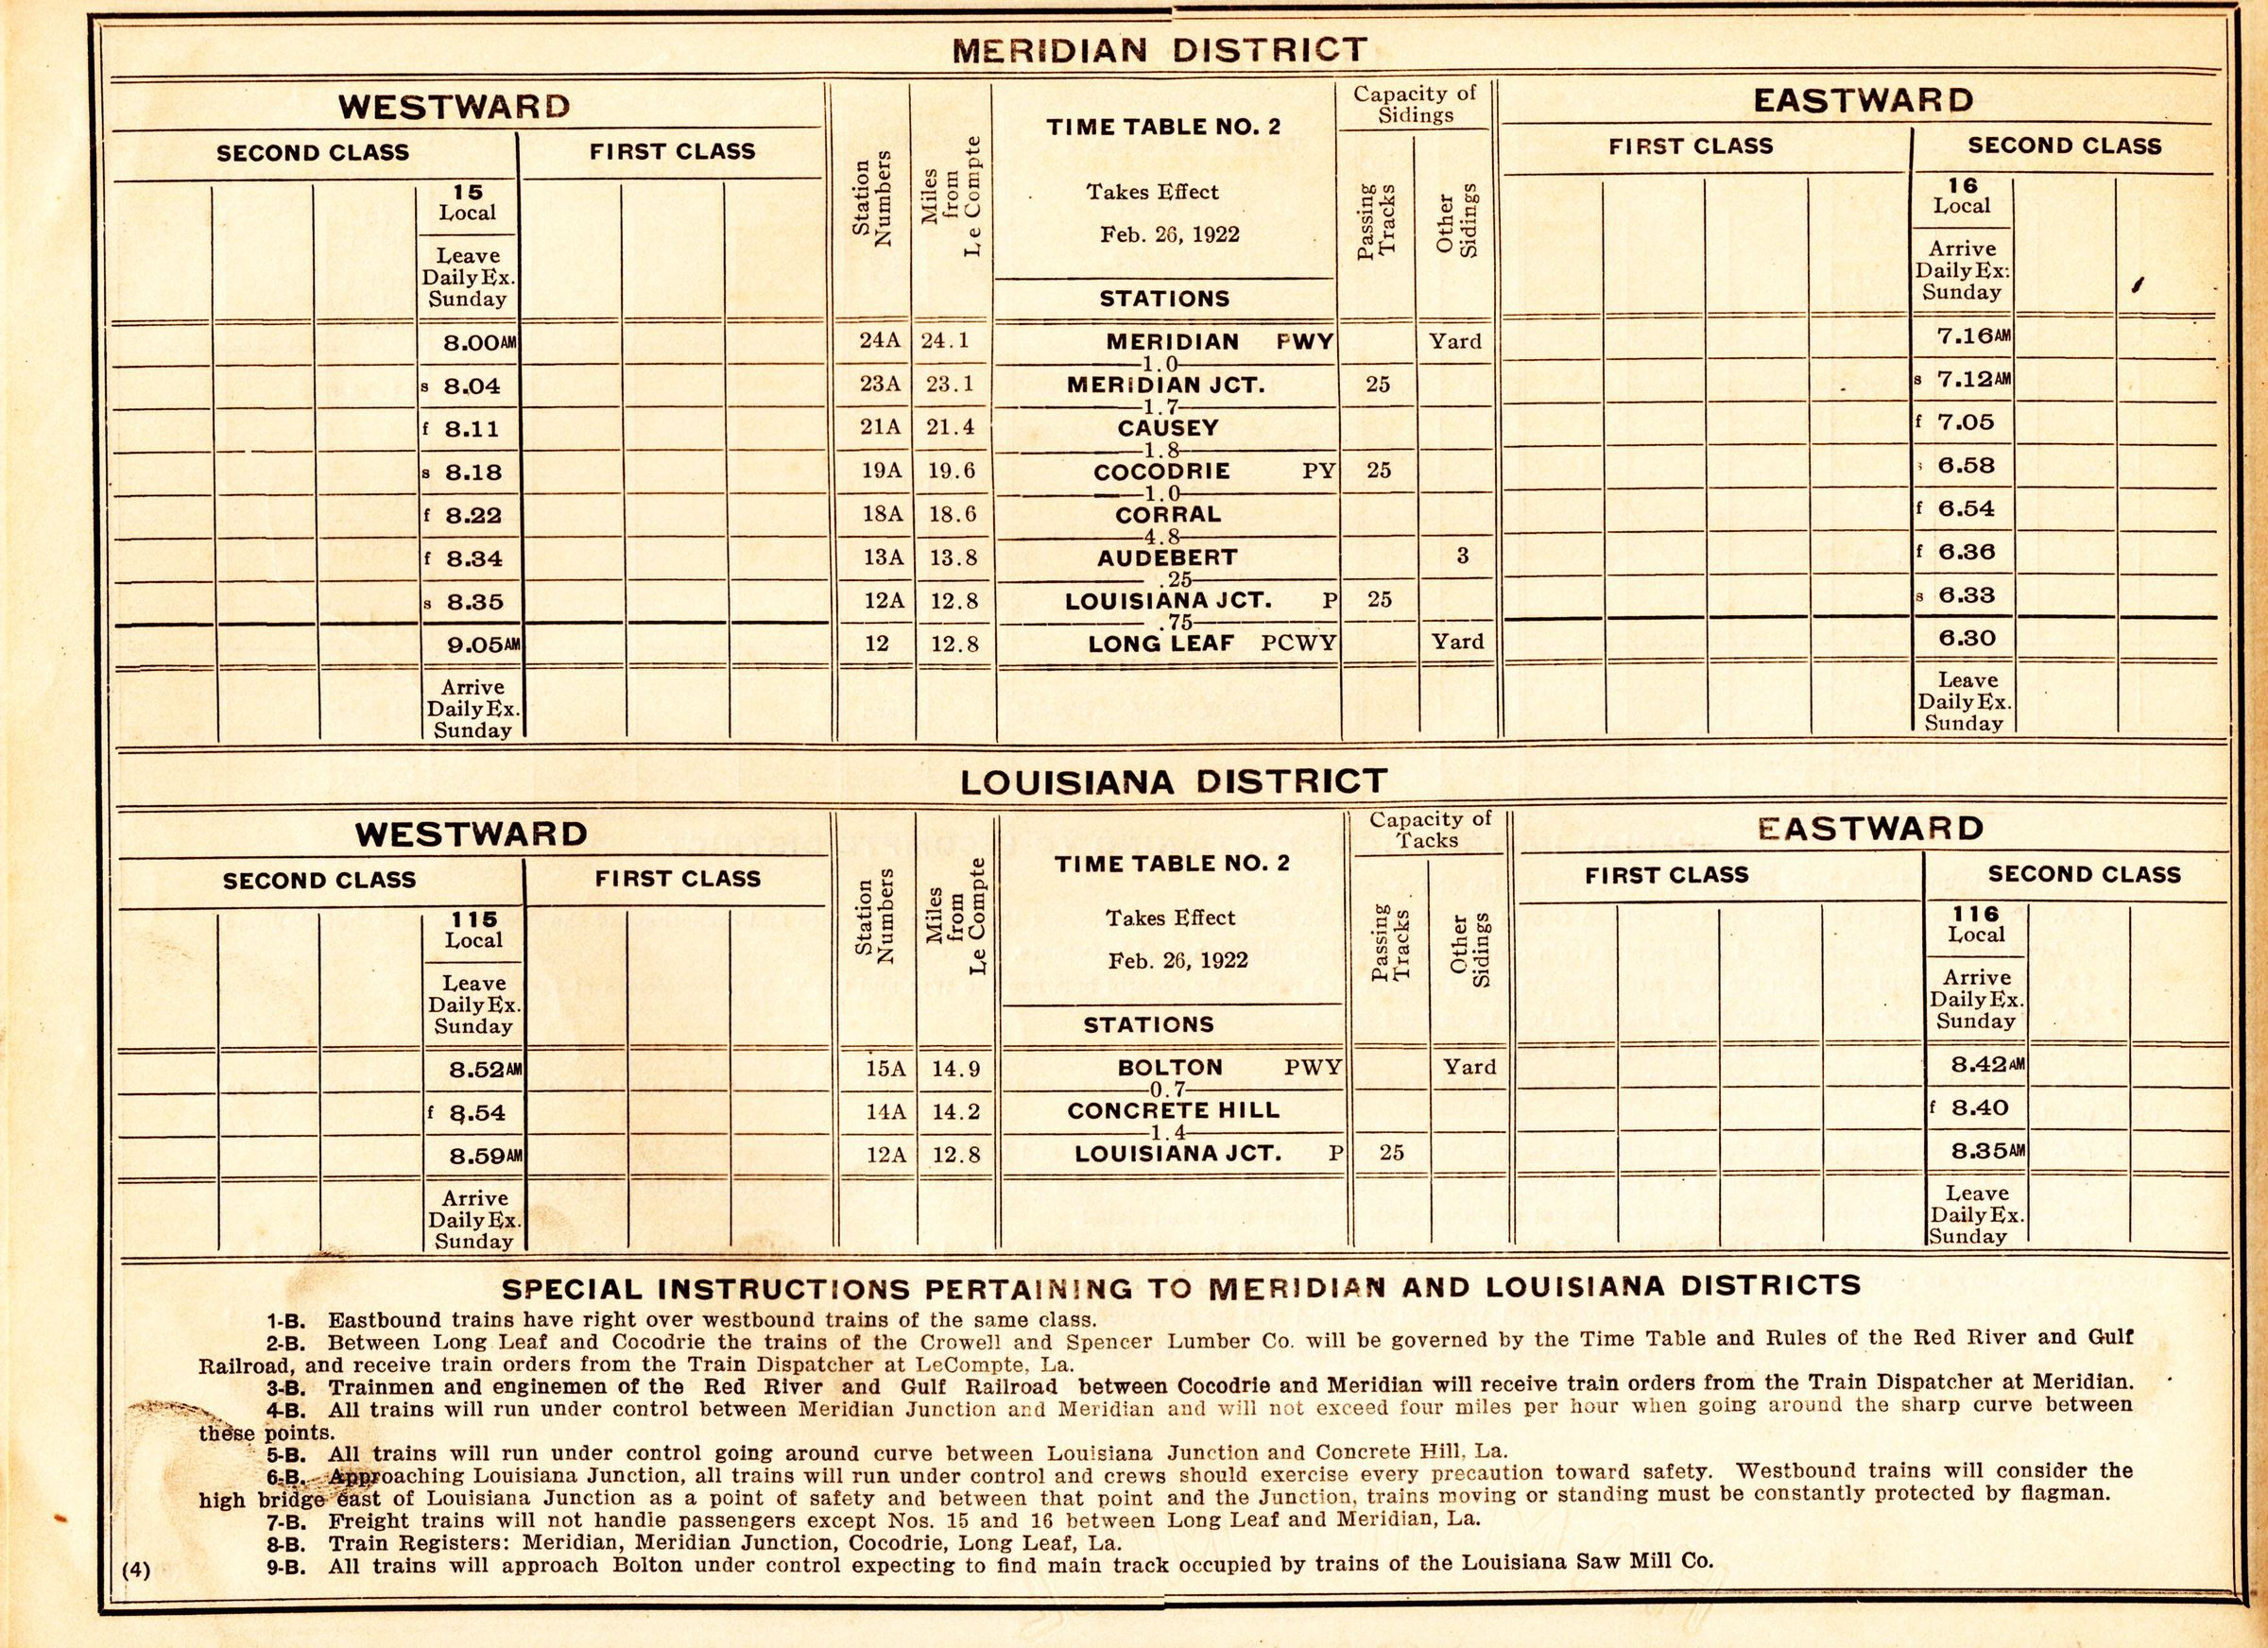 MERIDIAN DISTRICT
WESTWARD
EASTWARD
SECOND CLASS
FIRST CLASS
Station Numbers
Miles from Le Compte
TIME TABLE NO. 2
Takes Effect
Feb. 26, 1922
STATIONS
Capacity of Sidings
Passing Tracks
Other Sidings
FIRST CLASS
SECOND CLASS
15 Local
Leave Daily Ex. Sunday
16 Local
Arrive Daily Ex. Sunday
8.00AM 24A 24.1 MERIDIAN PWY Yard 7.16AM
1.0
s 8.04 23A 23.1 MERIDIAN JCT. 25 s 7.12AM
1.7
f 8.11 21A 21.4 CAUSEY f 7.05
1.8
s 8.18 19A 19.6 COCODRIE PY 25 6.58
1.0
f 8.22 18A 18.6 CORRAL f 6.54
4.8
f 8.34 13A 13.8 AUDEBERT 3 f 6.36
.25
s 8.35 12A 12.8 LOUISIANA JCT. P 25 s 6.33
.75
9.05AM 12 12.8 LONG LEAF PCWY Yard 6.30
Arrive Daily Ex. Sunday
Leave Daily Ex. Sunday
LOUISIANA DISTRICT
WESTWARD
EASTWARD
SECOND CLASS
FIRST CLASS
Station Numbers
Miles from Le Compte
TIME TABLE NO. 2
Takes Effect
Feb. 26, 1922
STATIONS
Capacity of Tacks
Passing Tracks
Other Sidings
FIRST CLASS
SECOND CLASS
115 Local
Leave Daily Ex. Sunday
116 Local
Arrive Daily Ex. Sunday
8.52AM 15A 14.9 BOLTON PWY Yard 8.42AM
0.7
f 8.54 14A 14.2 CONCRETE HILL f 8.40
1.4
8.59AM 12A 12.8 LOUISIANA JCT. P 25 8.35AM
Arrive Daily Ex. Sunday
Leave Daily Ex. Sunday
SPECIAL INSTRUCTIONS PERTAINING TO MERIDIAN AND LOUISIANA DISTRICTS
1-B. Eastbound trains have right over westbound trains of the same class.
2-B. Between Long Leaf and Cocodrie the trains of the Crowell and Spencer Lumber Co. will be governed by the Time Table and Rules of the Red River and Gulf
Railroad, and receive train orders from the Train Dispatcher at LeCompte, La.
3-B. Trainmen and enginemen of the Red River and Gulf Railroad between Cocodrie and Meridian will receive train orders from the Train Dispatcher at Meridian.
4-B. All trains will run under control between Meridian Junction and Meridian and will not exceed four miles per hour when going around the sharp curve between
these points.
5-B. All trains will run under control going around curve between Louisiana Junction and Concrete Hill, La.
6-B. Approaching Louisiana Junction, all trains will run under control and crews should exercise every precaution toward safety. Westbound trains will consider the
high bridge east of Louisiana Junction as a point of safety and between that point and the Junction, trains moving or standing must be constantly protected by flagman.
7-B. Freight trains will not handle passengers except Nos. 15 and 16 between Long Leaf and Meridian, La.
8-B. Train Registers: Meridian, Meridian Junction, Cocodrie, Long Leaf, La.
9-B. All trains will approach Bolton under control expecting to find main track occupied by trains of the Louisiana Saw Mill Co.
(4)